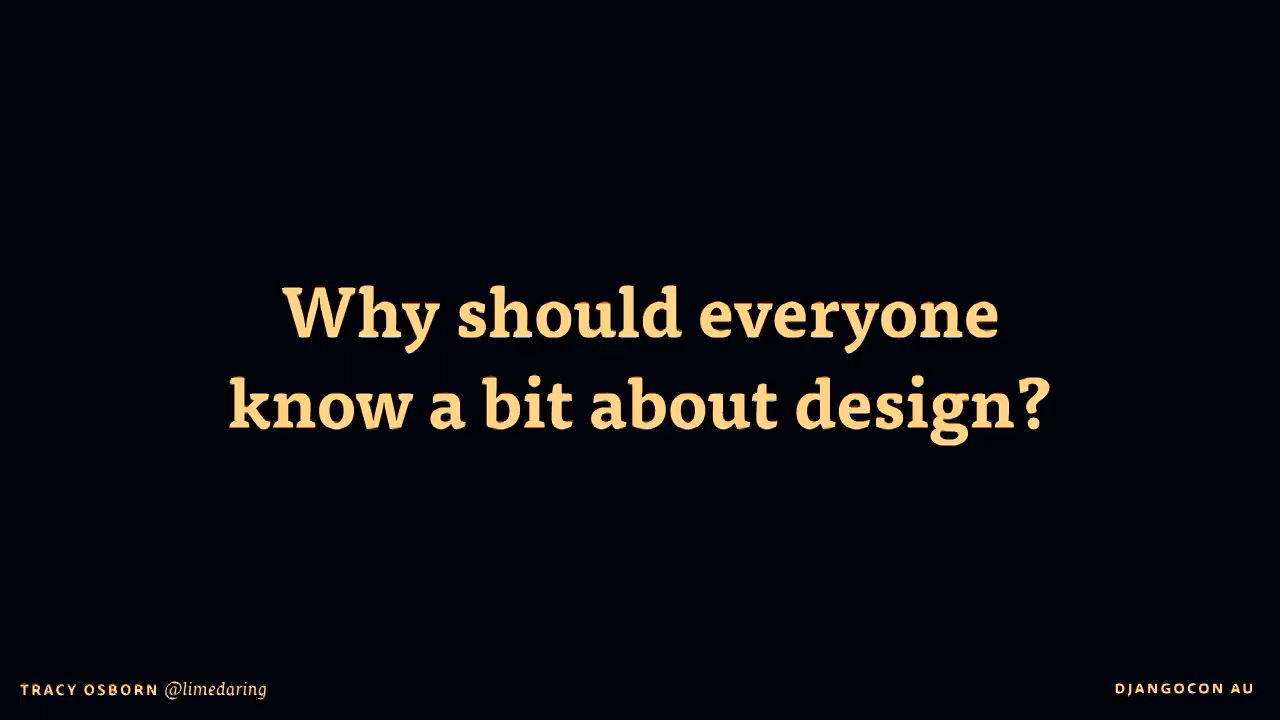 Why should everyone
know a bit about design?
TRACY OSBORN @limedaring
DJANGOCON AU